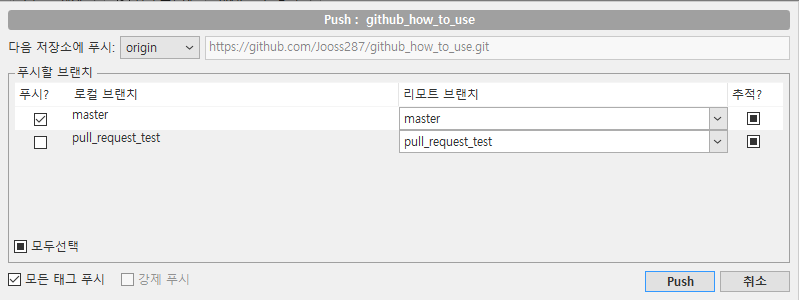 Push : github_how_to_use
다음 저장소에 푸시: origin https://github.com/Jooss287/github_how_to_use.git
푸시할 브랜치
푸시? 로컬 브랜치 리모트 브랜치 추적?
master master
pull_request_test pull_request_test
모두선택
모든 태그 푸시 강제 푸시 Push 취소